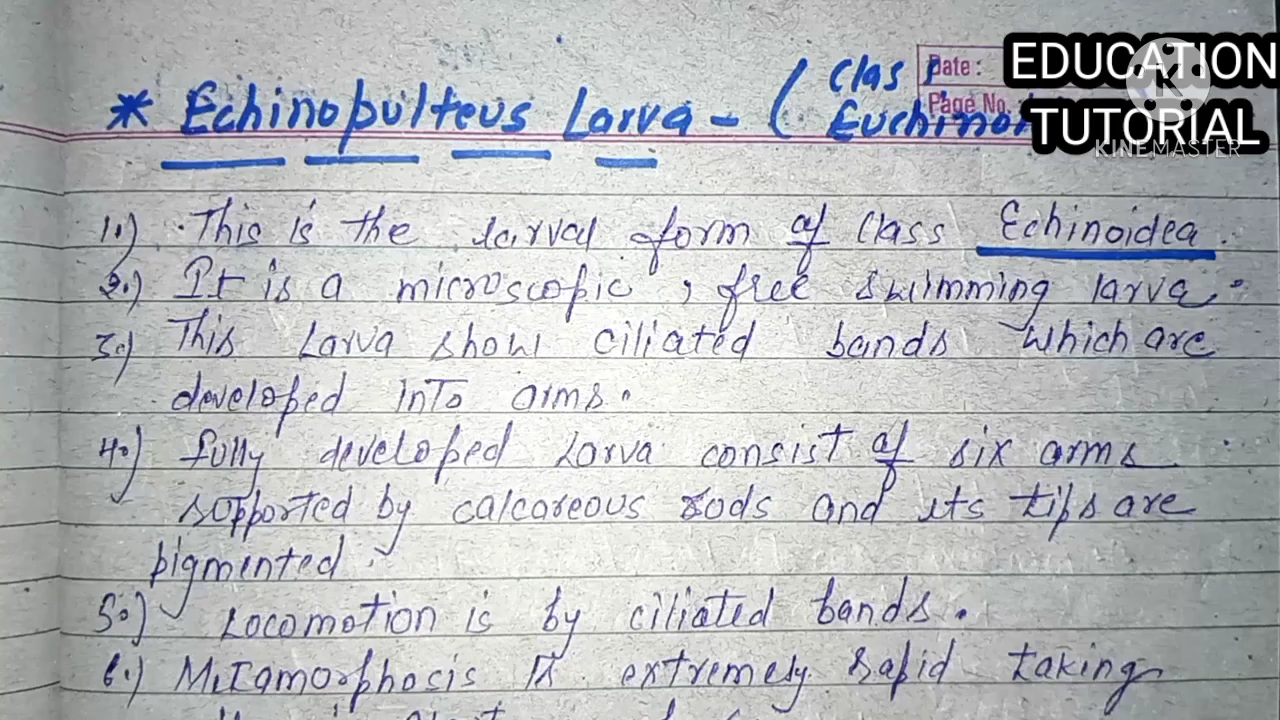 * Echinopulteus Larva - ( Clas
Euchinoi
Date:
Page No.
EDUCATION
TUTORIAL
K
KINEMASTER
1.) This is the larval form of class Echinoidea.
2.) It is a microscopic, free swimming larva.
3.) This Larva show ciliated bands which are
developed into arms.
4.) fully developed Larva consist of six arms
supported by calcareous rods and its tips are
pigmented.
5.) Locomotion is by ciliated bands.
6.) Metamorphosis is extremely rapid taking